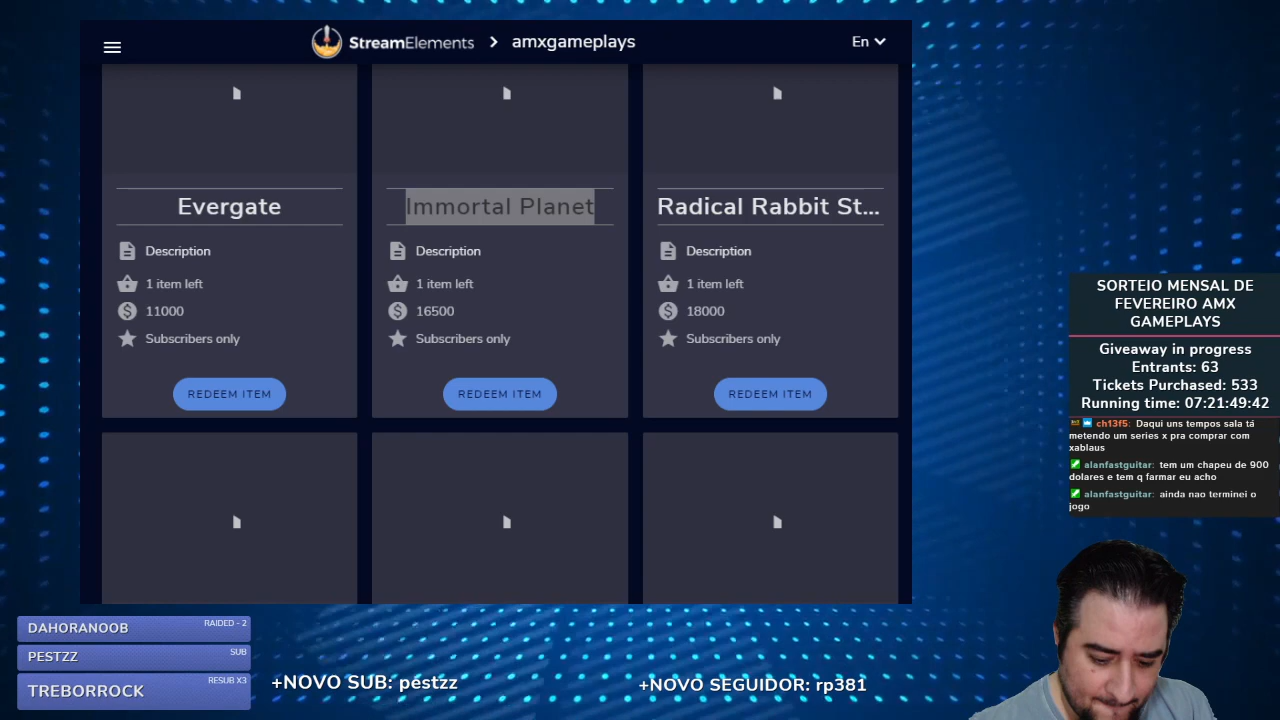 StreamElements > amxgameplays
En
Evergate
Description
1 item left
11000
Subscribers only
REDEEM ITEM
Immortal Planet
Description
1 item left
16500
Subscribers only
REDEEM ITEM
Radical Rabbit St...
Description
1 item left
18000
Subscribers only
REDEEM ITEM
SORTEIO MENSAL DE
FEVEREIRO AMX
GAMEPLAYS
Giveaway in progress
Entrants: 63
Tickets Purchased: 533
Running time: 07:21:49:42
ch13f5: Daqui uns tempos sala tá
metendo um series x pra comprar com
xablaus
alanfastguitar: tem um chapeu de 900
dolares e tem q farmar eu acho
alanfastguitar: ainda nao terminei o
jogo
DAHORANOOB RAIDED - 2
PESTZZ SUB
TREBORROCK RESUB X3
+NOVO SUB: pestzz
+NOVO SEGUIDOR: rp381